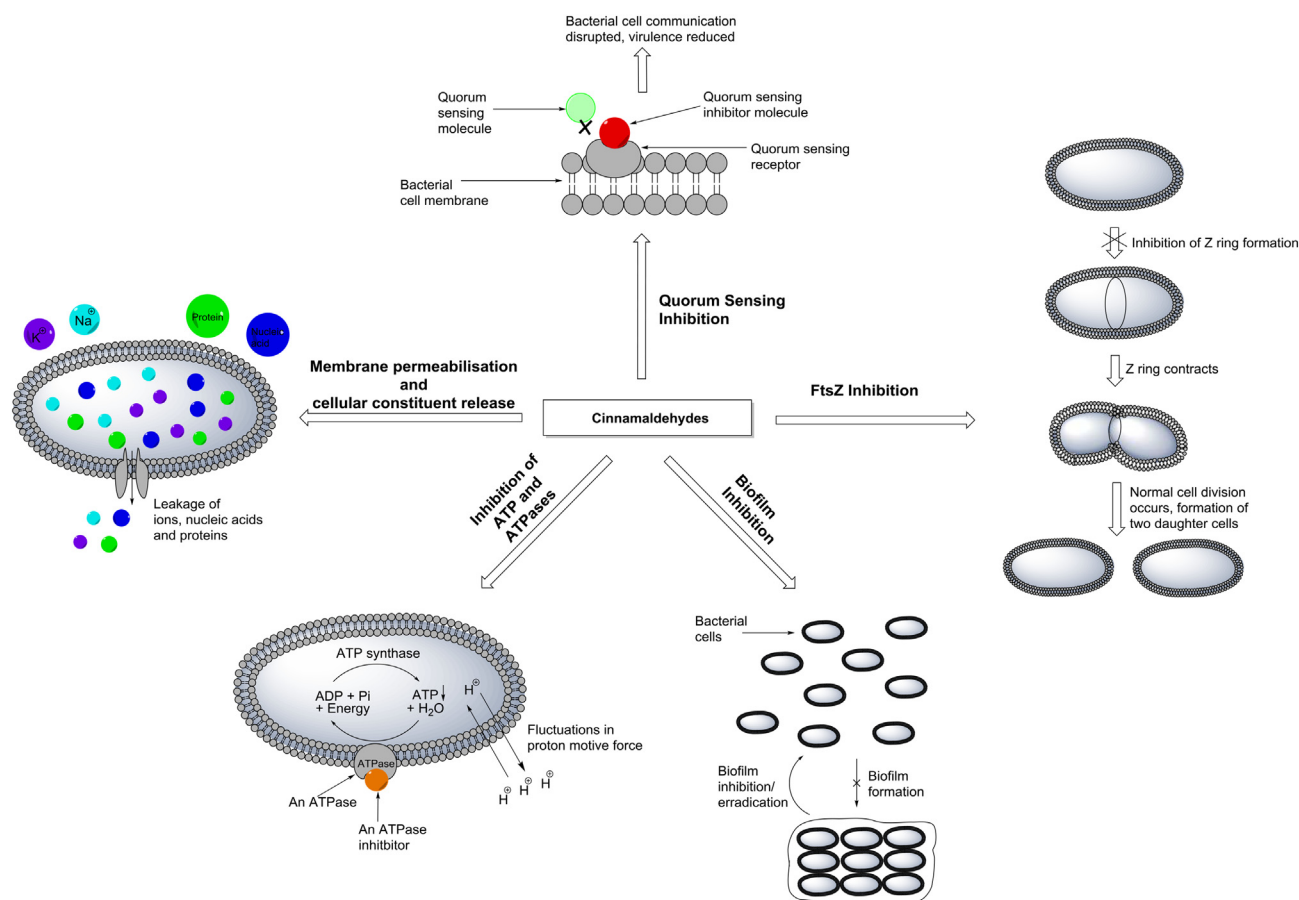 Bacterial cell communication
disrupted, virulence reduced
Quorum
sensing
molecule
Quorum sensing
inhibitor molecule
Quorum sensing
receptor
Bacterial
cell membrane
Quorum Sensing
Inhibition
Inhibition of Z ring formation
Z ring contracts
Normal cell division
occurs, formation of
two daughter cells
FtsZ Inhibition
Cinnamaldehydes
Membrane permeabilisation
and
cellular constituent release
K⊕
Na⊕
Protein
Nucleic
acid
Leakage of
ions, nucleic acids
and proteins
Inhibition of
ATP and
ATPases
ATP synthase
ADP + Pi
+ Energy
ATP ↓
+ H₂O
H⊕
Fluctuations in
proton motive force
H⊕ H⊕ H⊕
ATPase
An ATPase
An ATPase
inhitbitor
Biofilm
Inhibition
Bacterial
cells
Biofilm
inhibition/
erradication
Biofilm
formation